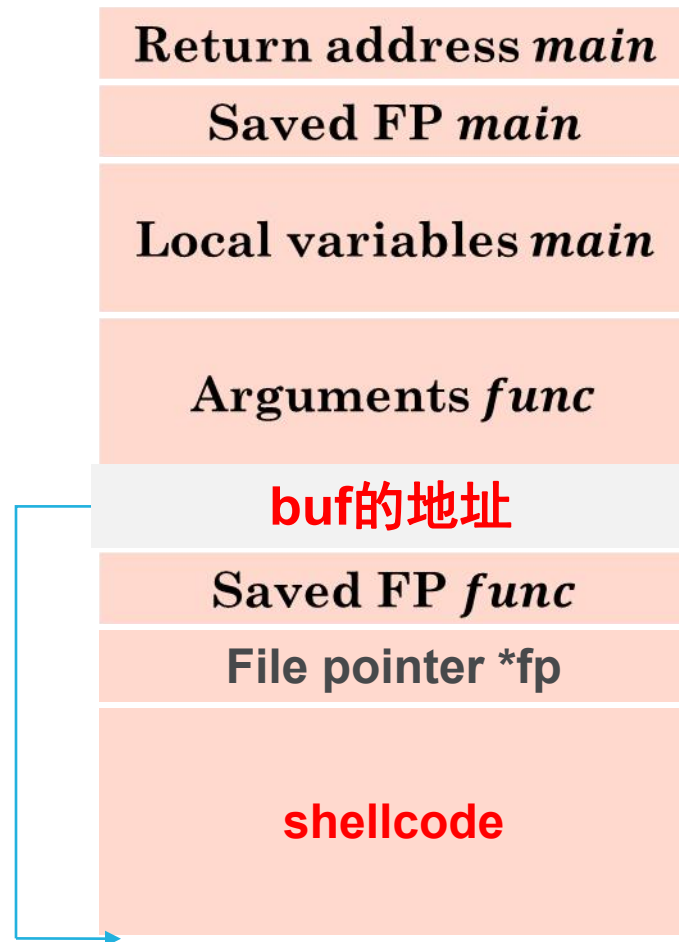 Return address main
Saved FP main
Local variables main
Arguments func
buf的地址
Saved FP func
File pointer *fp
shellcode